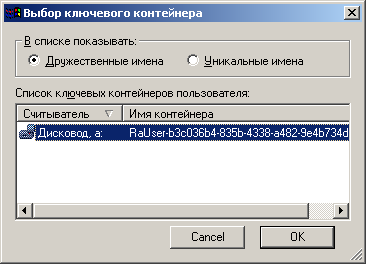 Выбор ключевого контейнера
В списке показывать:
Дружественные имена
Уникальные имена
Список ключевых контейнеров пользователя:
Считыватель Имя контейнера
Дисковод, a: RaUser-b3c036b4-835b-4338-a482-9e4b734d
Cancel OK